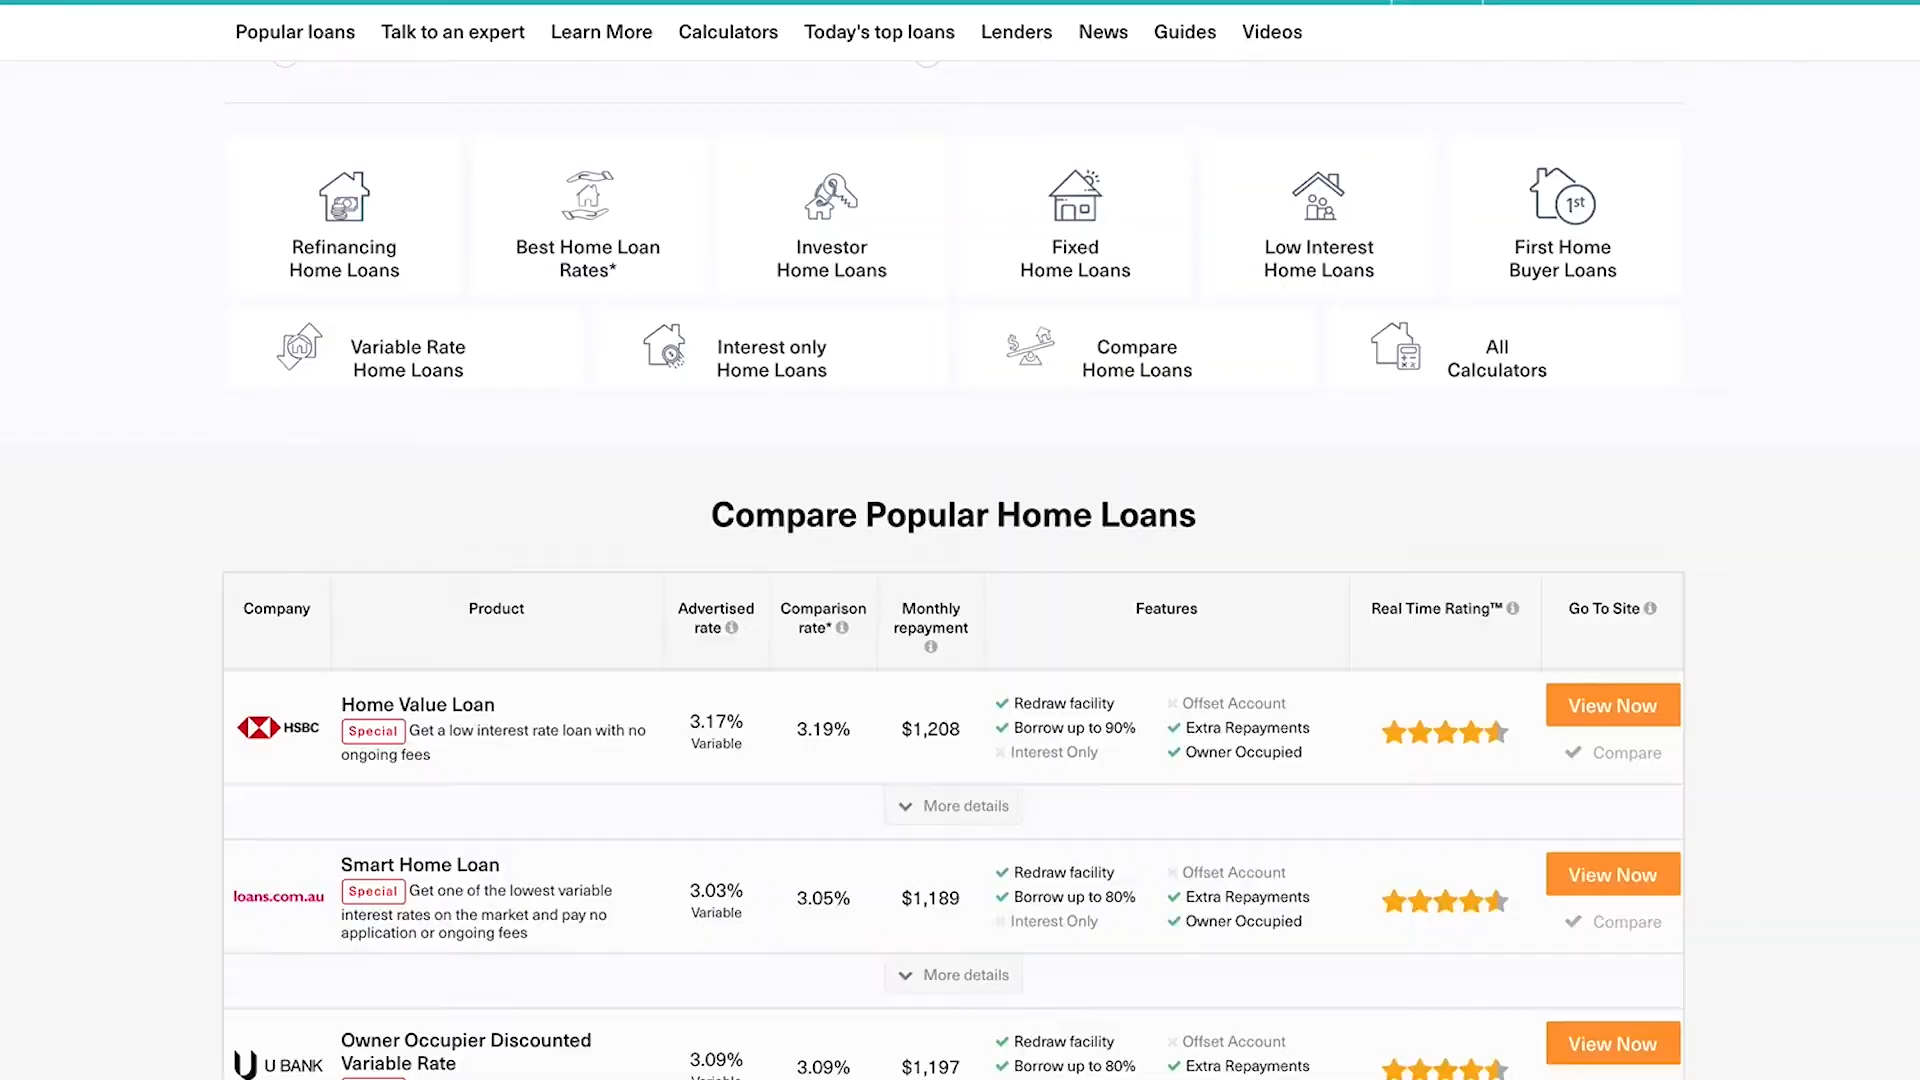 Popular loans Talk to an expert Learn More Calculators Today's top loans Lenders News Guides Videos
Refinancing
Home Loans
Best Home Loan
Rates*
Investor
Home Loans
Fixed
Home Loans
Low Interest
Home Loans
1st
First Home
Buyer Loans
Variable Rate
Home Loans
Interest only
Home Loans
$
Compare
Home Loans
All
Calculators
Compare Popular Home Loans
Company
Product
Advertised
rate
Comparison
rate*
Monthly
repayment
Features
Real Time Rating™
Go To Site
HSBC
Home Value Loan
Special Get a low interest rate loan with no
ongoing fees
3.17%
Variable
3.19%
$1,208
Redraw facility
Borrow up to 90%
Interest Only
Offset Account
Extra Repayments
Owner Occupied
View Now
Compare
More details
loans.com.au
Smart Home Loan
Special Get one of the lowest variable
interest rates on the market and pay no
application or ongoing fees
3.03%
Variable
3.05%
$1,189
Redraw facility
Borrow up to 80%
Interest Only
Offset Account
Extra Repayments
Owner Occupied
View Now
Compare
More details
U BANK
Owner Occupier Discounted
Variable Rate
3.09%
3.09%
$1,197
Redraw facility
Borrow up to 80%
Offset Account
Extra Repayments
View Now